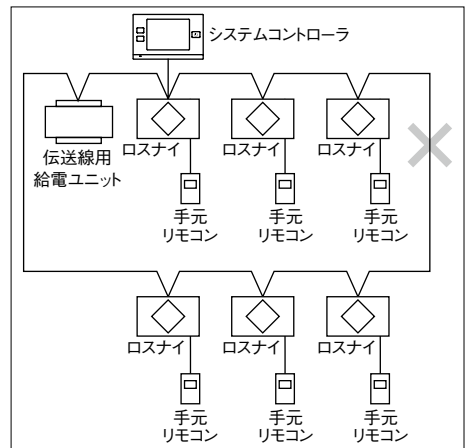 システムコントローラ
伝送線用
給電ユニット
ロスナイ
ロスナイ
ロスナイ
手元
リモコン
手元
リモコン
手元
リモコン
ロスナイ
ロスナイ
ロスナイ
手元
リモコン
手元
リモコン
手元
リモコン